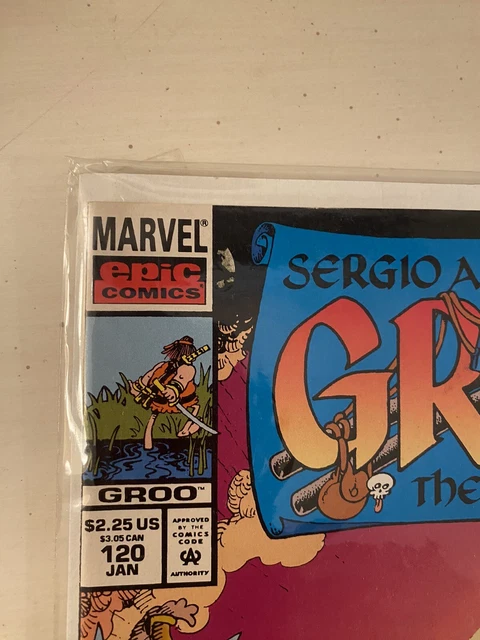 MARVEL®
epic
COMICS
SERGIO A
GR
THE
GROO™
$2.25 US
$3.05 CAN
120
JAN
APPROVED
BY THE
COMICS
CODE
CA
AUTHORITY